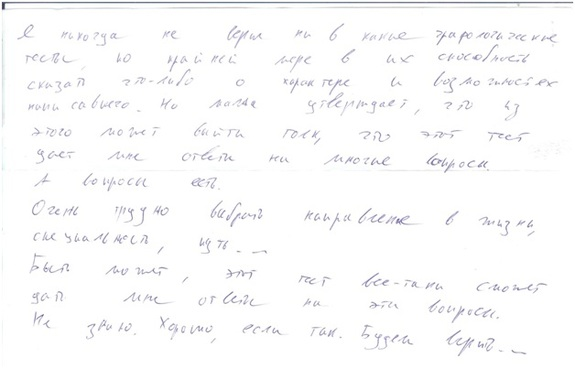 Я никогда не верил ни в какие графологические
тесты, по крайней мере в их способность
сказать что-либо о характере и возможностях
написавшего. Но мама утверждает, что из
этого может выйти толк, что этот тест
даст мне ответы на многие вопросы.
А вопросы есть.
Очень трудно выбрать направление в жизни,
специальность, путь...
Быть может, этот тест все-таки сможет
дать мне ответы на эти вопросы.
Не знаю. Хорошо, если так. Будем верить...